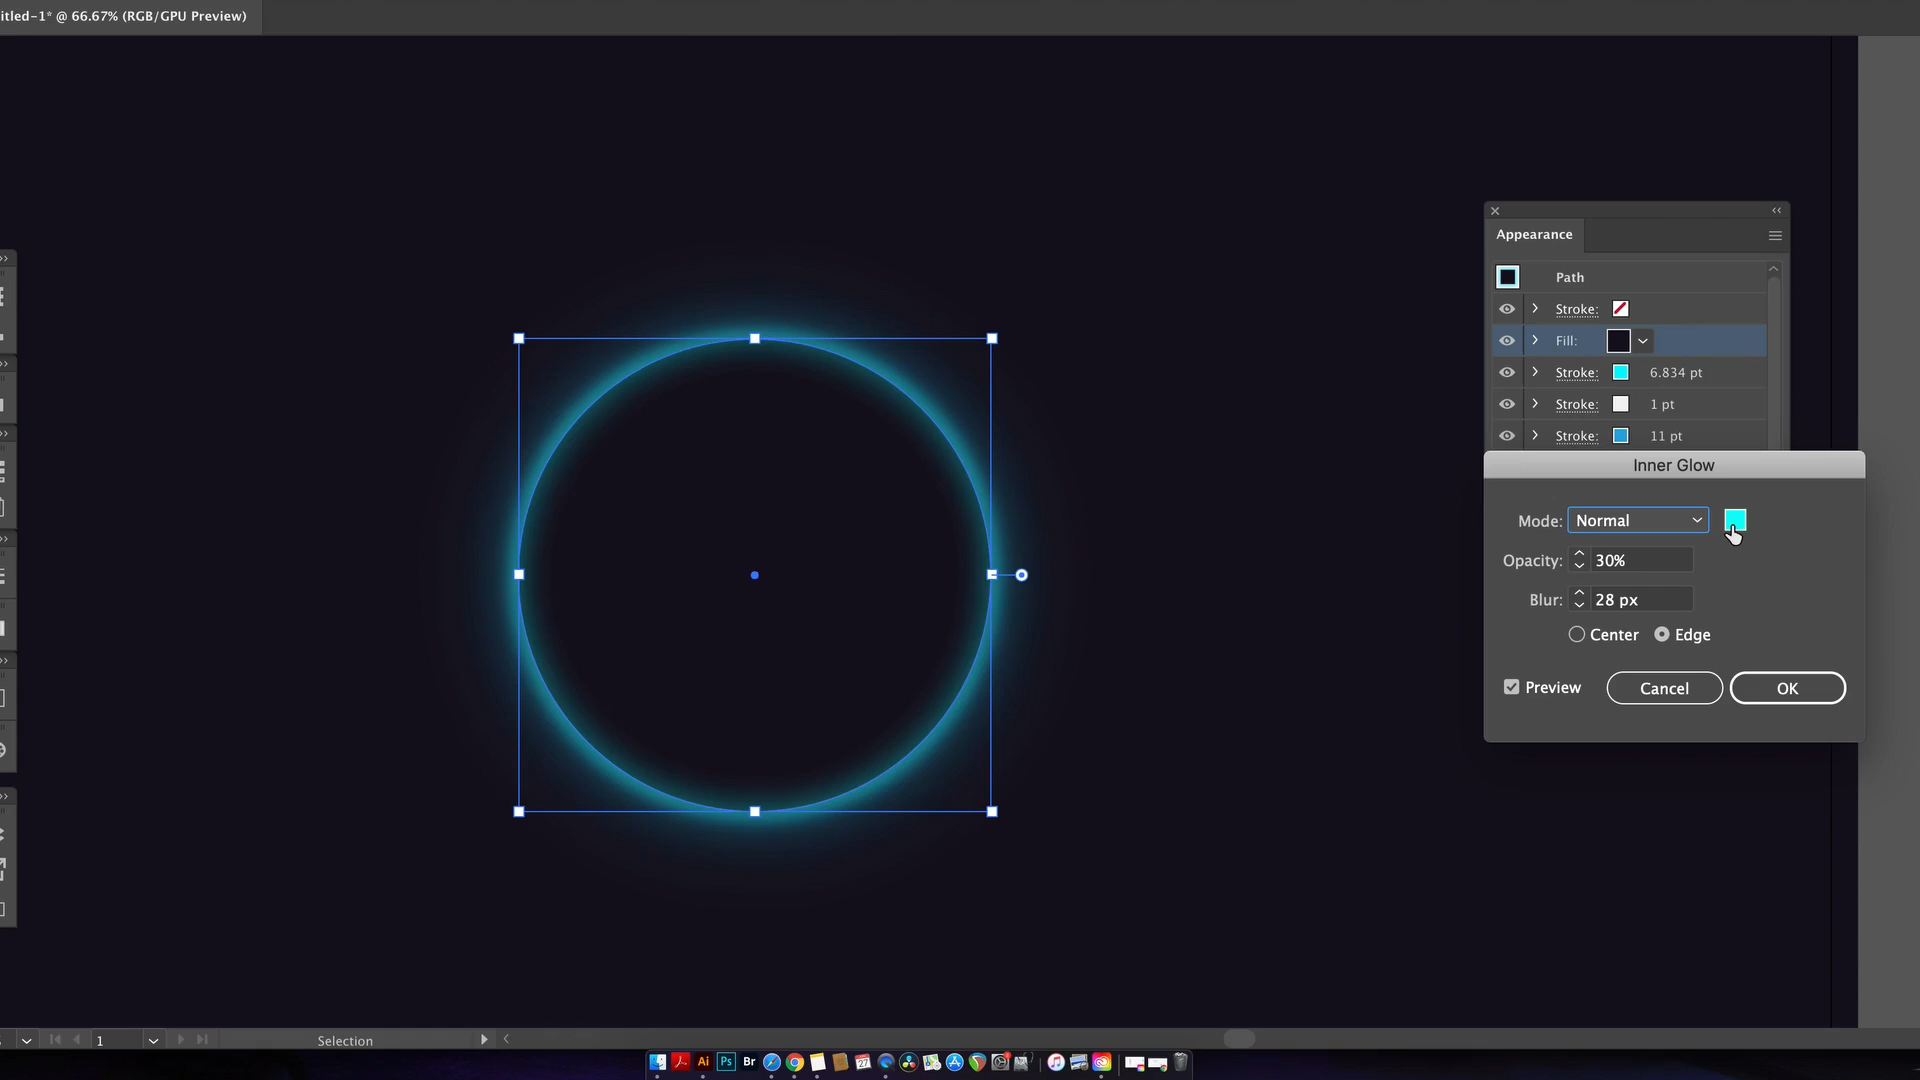 itled-1* @ 66.67% (RGB/GPU Preview)
Appearance
Path
Stroke:
Fill:
Stroke: 6.834 pt
Stroke: 1 pt
Stroke: 11 pt
Inner Glow
Mode: Normal
Opacity: 30%
Blur: 28 px
Center Edge
Preview Cancel OK
1 Selection
Ai Ps Br 27